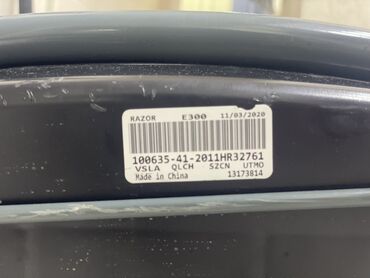 RAZOR E300 11/03/2020
100635-41-2011HR32761
VSLA QLCH SZCN UTMO
Made in China 13173814